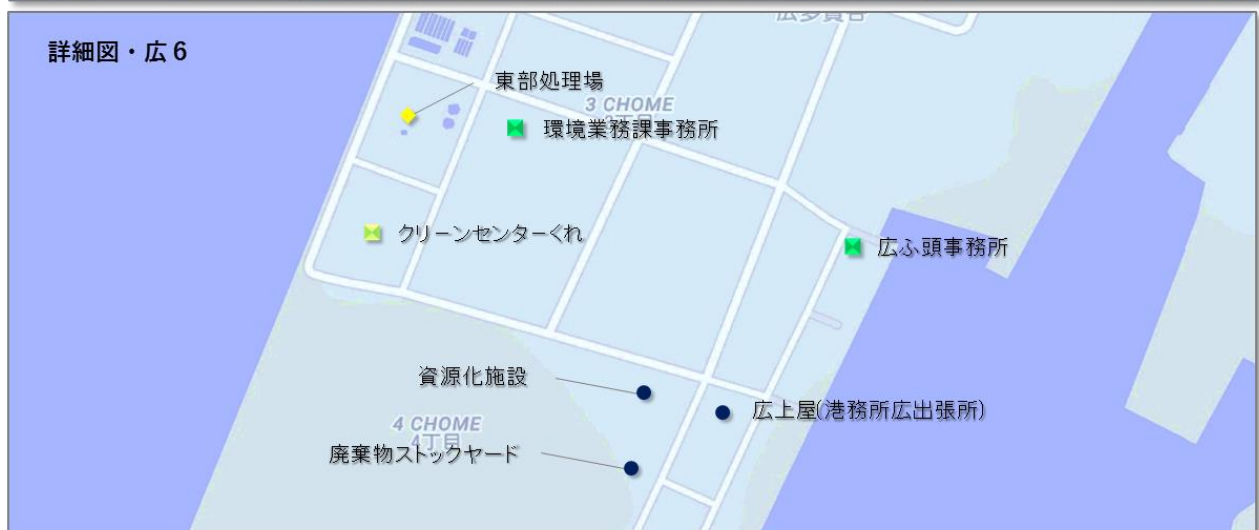 詳細図・広6
広多賀谷
東部処理場
3 CHOME
3丁目
環境業務課事務所
クリーンセンターくれ
広ふ頭事務所
資源化施設
広上屋(港務所広出張所)
4 CHOME
4丁目
廃棄物ストックヤード